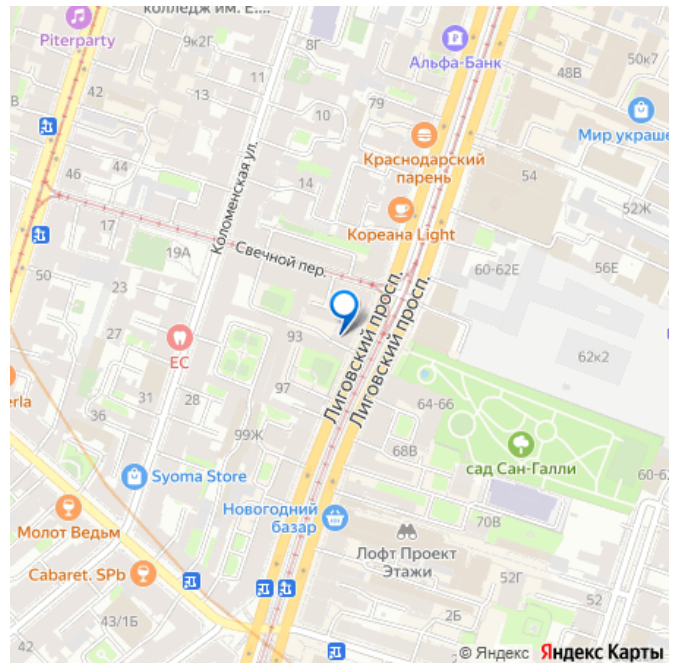 колледж им. Е....
Piterparty
9к2Г
8Г
Альфа-Банк
50к7
48В
11
42
13
79
10
Мир украше
Краснодарский
парень
44
46
14
54
Коломенская ул.
Кореана Light
52Ж
17
19А
Свечной пер.
60-62Е
56Е
50
23
Лиговский просп.
Лиговский просп.
27
93
ЕС
62к2
97
31
28
64-66
erla
36
99Ж
68В
сад Сан-Галли
Syoma Store
60-62
Новогодний
базар
Молот Ведьм
70В
Лофт Проект
Этажи
Cabaret. SPb
52Г
52
43/1Б
2Б
42
© Яндекс Яндекс Карты